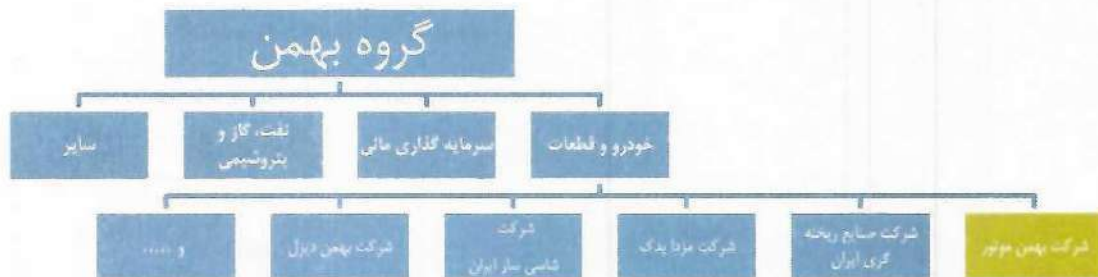 گروه بهمن
خودرو و قطعات
سرمایه گذاری مالی
نفت، گاز و
پتروشیمی
سایر
شرکت بهمن موتور
شرکت صنایع ریخته
گری ایران
شرکت مزدا یدک
شرکت
شاسی ساز ایران
شرکت بهمن دیزل
و .....